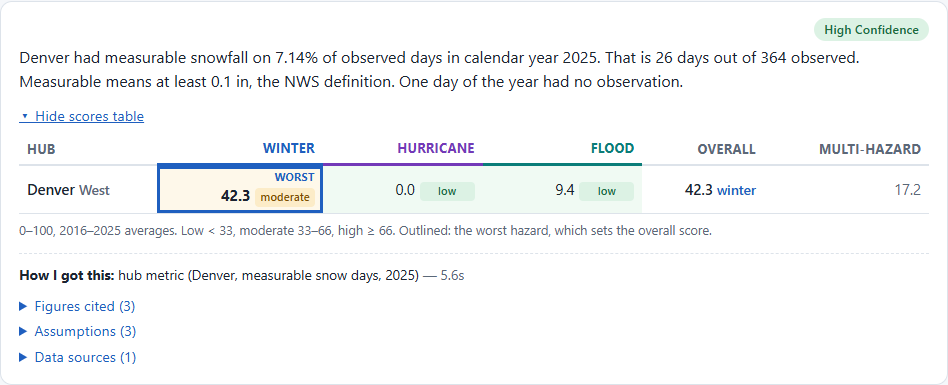 High Confidence
Denver had measurable snowfall on 7.14% of observed days in calendar year 2025. That is 26 days out of 364 observed.
Measurable means at least 0.1 in, the NWS definition. One day of the year had no observation.
▼ Hide scores table
HUB WINTER HURRICANE FLOOD OVERALL MULTI-HAZARD
WORST
Denver West 42.3 moderate 0.0 low 9.4 low 42.3 winter 17.2
0–100, 2016–2025 averages. Low < 33, moderate 33–66, high ≥ 66. Outlined: the worst hazard, which sets the overall score.
How I got this: hub metric (Denver, measurable snow days, 2025) — 5.6s
▶ Figures cited (3)
▶ Assumptions (3)
▶ Data sources (1)